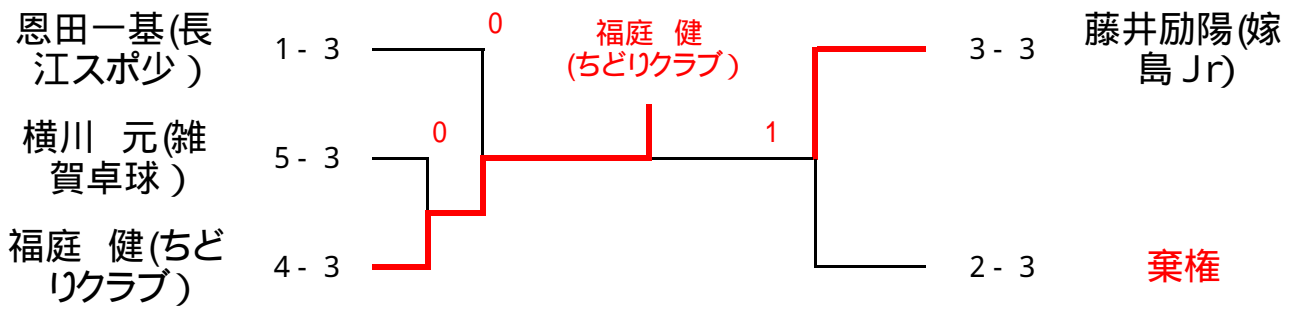 恩田一基(長
江スポ少 )
1 - 3
0
福庭 健
(ちどりクラブ )
3 - 3
藤井励陽(嫁
島 Jr)
横川 元(雑
賀卓球 )
5 - 3
0
1
福庭 健(ちど
りクラブ )
4 - 3
2 - 3
棄権